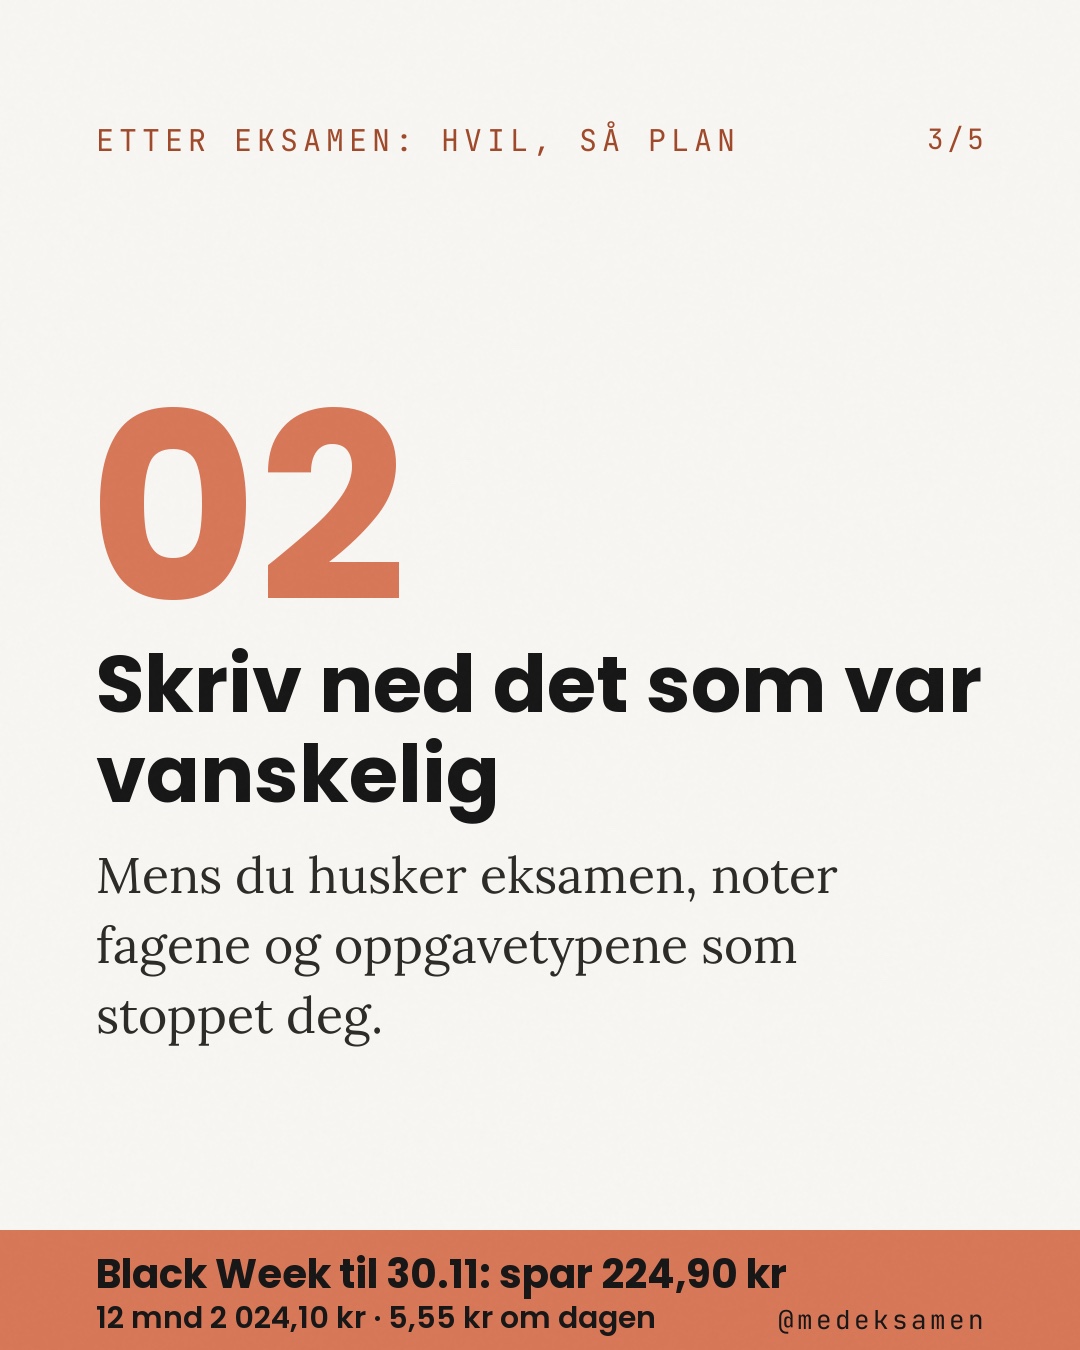 ETTER EKSAMEN: HVIL, SÅ PLAN
3/5
02
Skriv ned det som var
vanskelig
Mens du husker eksamen, noter
fagene og oppgavetypene som
stoppet deg.
Black Week til 30.11: spar 224,90 kr
12 mnd 2 024,10 kr · 5,55 kr om dagen
@medeksamen